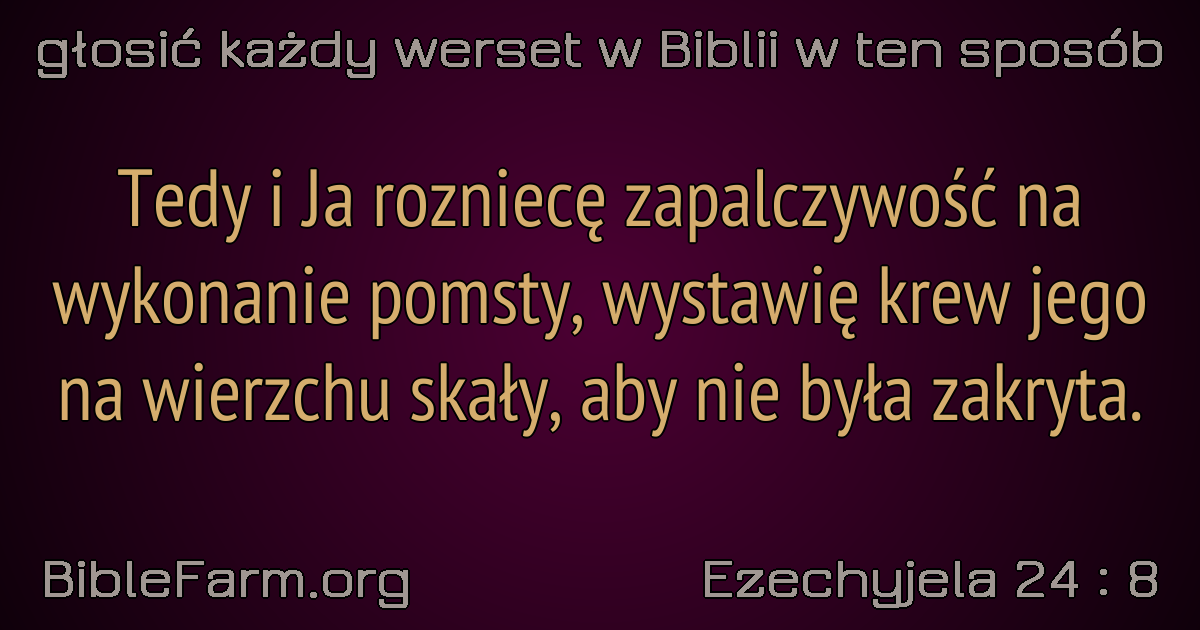 głosić każdy werset w Biblii w ten sposób
Tedy i Ja rozniecę zapalczywość na
wykonanie pomsty, wystawię krew jego
na wierzchu skały, aby nie była zakryta.
BibleFarm.org
Ezechyjela 24 : 8